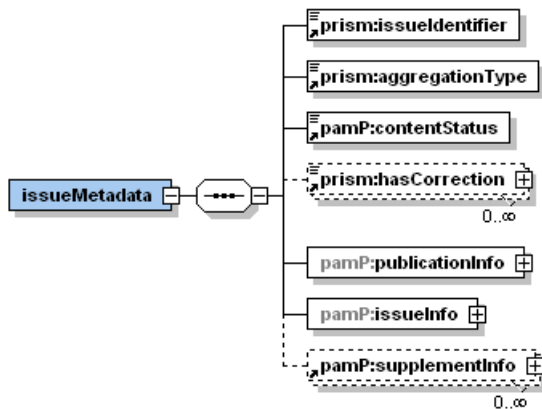 prism:issueIdentifier
prism:aggregationType
pamP:contentStatus
issueMetadata
prism:hasCorrection
0..∞
pamP:publicationInfo
pamP:issueInfo
pamP:supplementInfo
0..∞